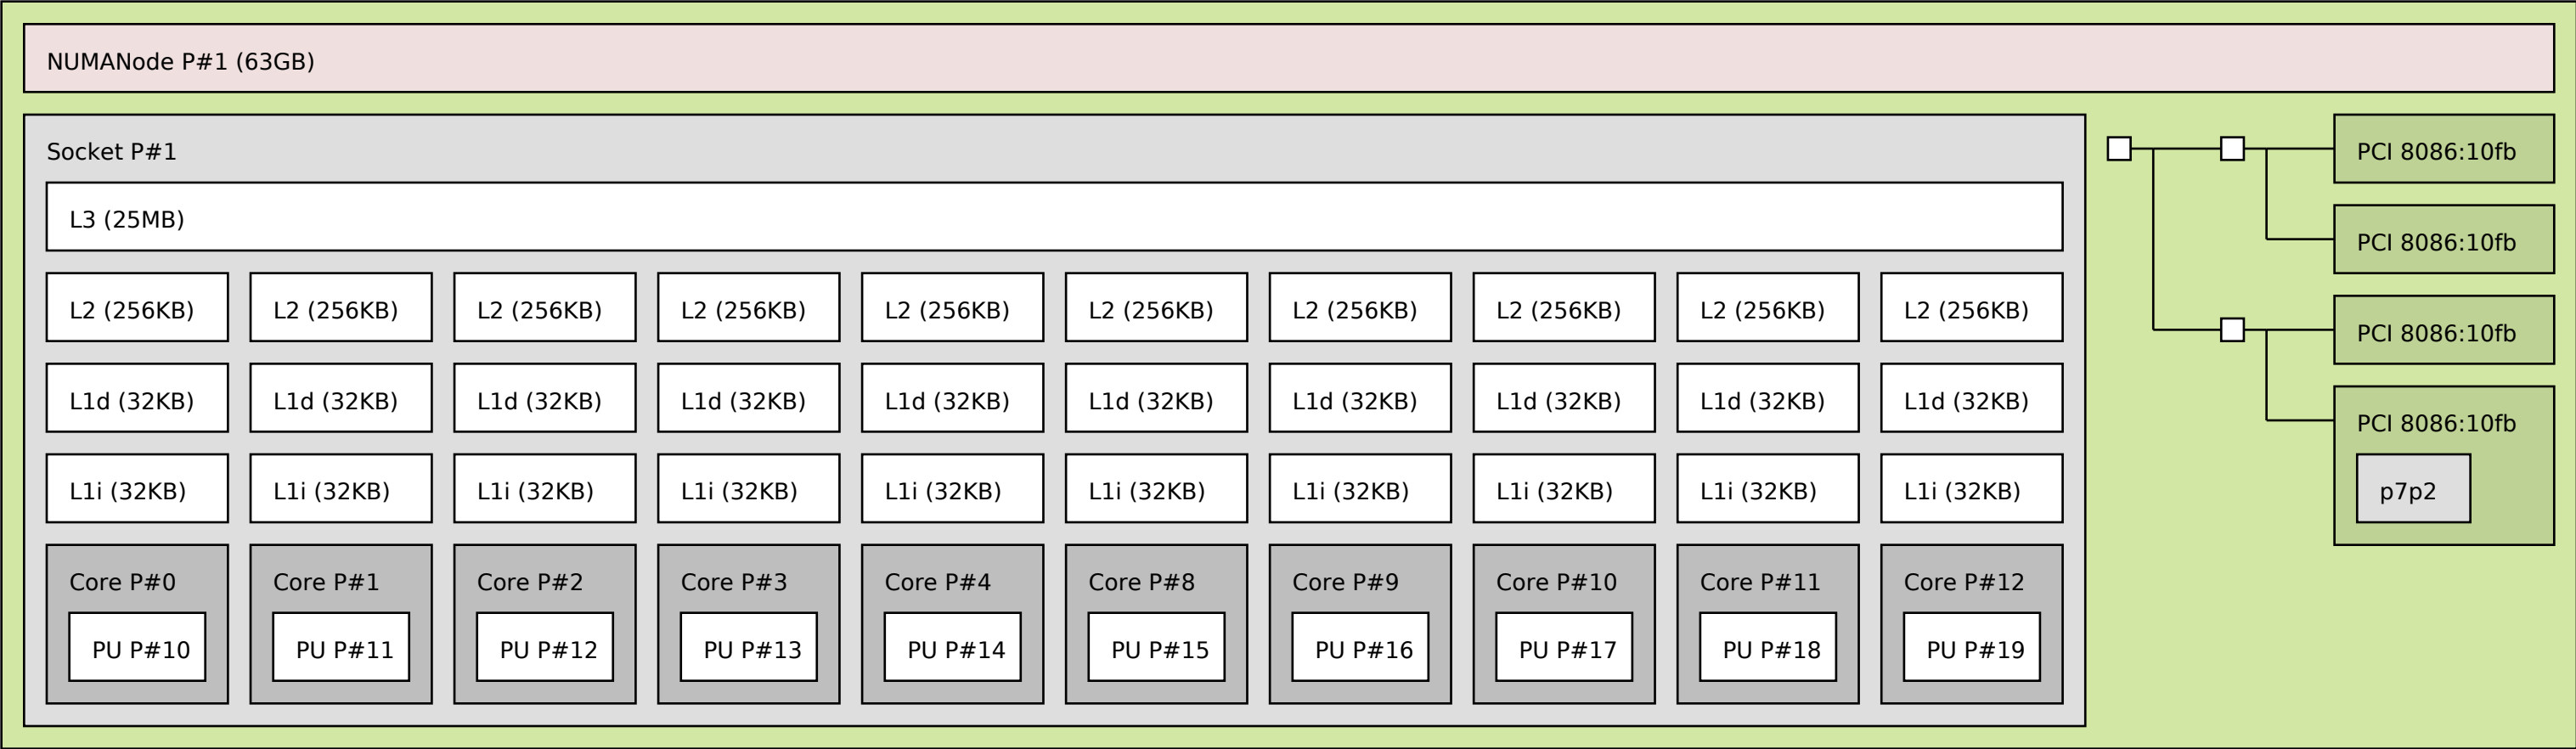 NUMANode P#1 (63GB)
Socket P#1
L3 (25MB)
L2 (256KB) L2 (256KB) L2 (256KB) L2 (256KB) L2 (256KB) L2 (256KB) L2 (256KB) L2 (256KB) L2 (256KB) L2 (256KB)
L1d (32KB) L1d (32KB) L1d (32KB) L1d (32KB) L1d (32KB) L1d (32KB) L1d (32KB) L1d (32KB) L1d (32KB) L1d (32KB)
L1i (32KB) L1i (32KB) L1i (32KB) L1i (32KB) L1i (32KB) L1i (32KB) L1i (32KB) L1i (32KB) L1i (32KB) L1i (32KB)
Core P#0 Core P#1 Core P#2 Core P#3 Core P#4 Core P#8 Core P#9 Core P#10 Core P#11 Core P#12
PU P#10 PU P#11 PU P#12 PU P#13 PU P#14 PU P#15 PU P#16 PU P#17 PU P#18 PU P#19
PCI 8086:10fb
PCI 8086:10fb
PCI 8086:10fb
PCI 8086:10fb
p7p2